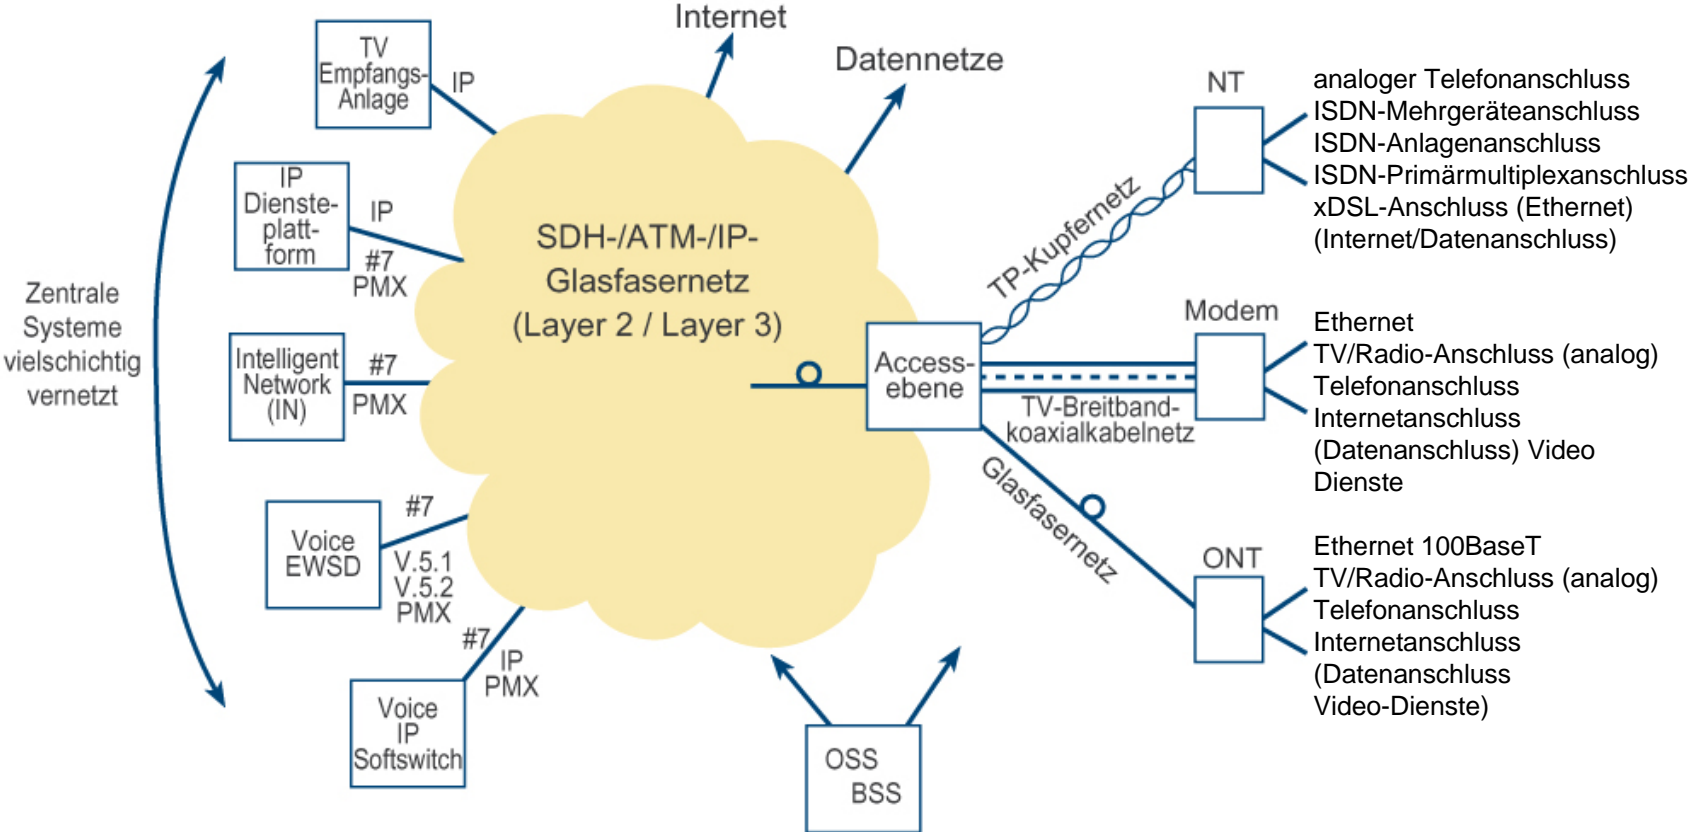 Internet
Datennetze
TV
Empfangs-
Anlage
IP
IP
Dienste-
platt-
form
IP
#7
PMX
Zentrale
Systeme
vielschichtig
vernetzt
Intelligent
Network
(IN)
#7
PMX
Voice
EWSD
#7
V.5.1
V.5.2
PMX
Voice
IP
Softswitch
#7
IP
PMX
SDH-/ATM-/IP-
Glasfasernetz
(Layer 2 / Layer 3)
Access-
ebene
OSS
BSS
TP-Kupfernetz
NT
analoger Telefonanschluss
ISDN-Mehrgeräteanschluss
ISDN-Anlagenanschluss
ISDN-Primärmultiplexanschluss
xDSL-Anschluss (Ethernet)
(Internet/Datenanschluss)
TV-Breitband-
koaxialkabelnetz
Modem
Ethernet
TV/Radio-Anschluss (analog)
Telefonanschluss
Internetanschluss
(Datenanschluss) Video
Dienste
Glasfasernetz
ONT
Ethernet 100BaseT
TV/Radio-Anschluss (analog)
Telefonanschluss
Internetanschluss
(Datenanschluss
Video-Dienste)